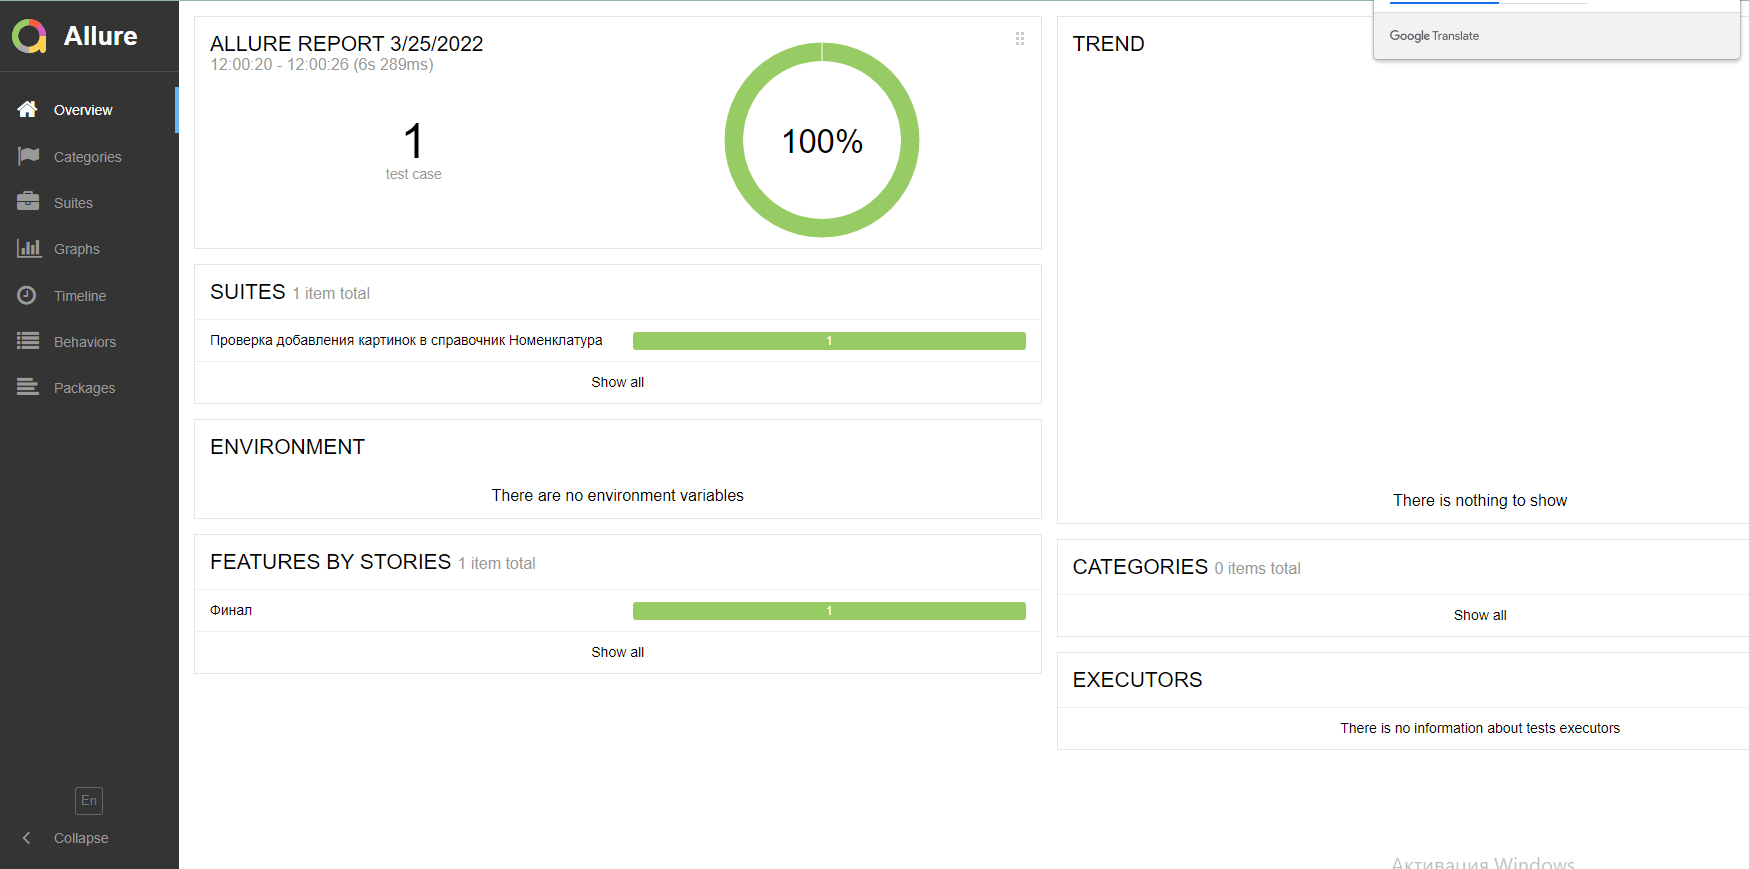 Allure
Overview
Categories
Suites
Graphs
Timeline
Behaviors
Packages
En
Collapse
ALLURE REPORT 3/25/2022
12:00:20 - 12:00:26 (6s 289ms)
1
test case
100%
SUITES 1 item total
Проверка добавления картинок в справочник Номенклатура 1
Show all
ENVIRONMENT
There are no environment variables
FEATURES BY STORIES 1 item total
Финал 1
Show all
TREND
Google Translate
There is nothing to show
CATEGORIES 0 items total
Show all
EXECUTORS
There is no information about tests executors
Активация Windows